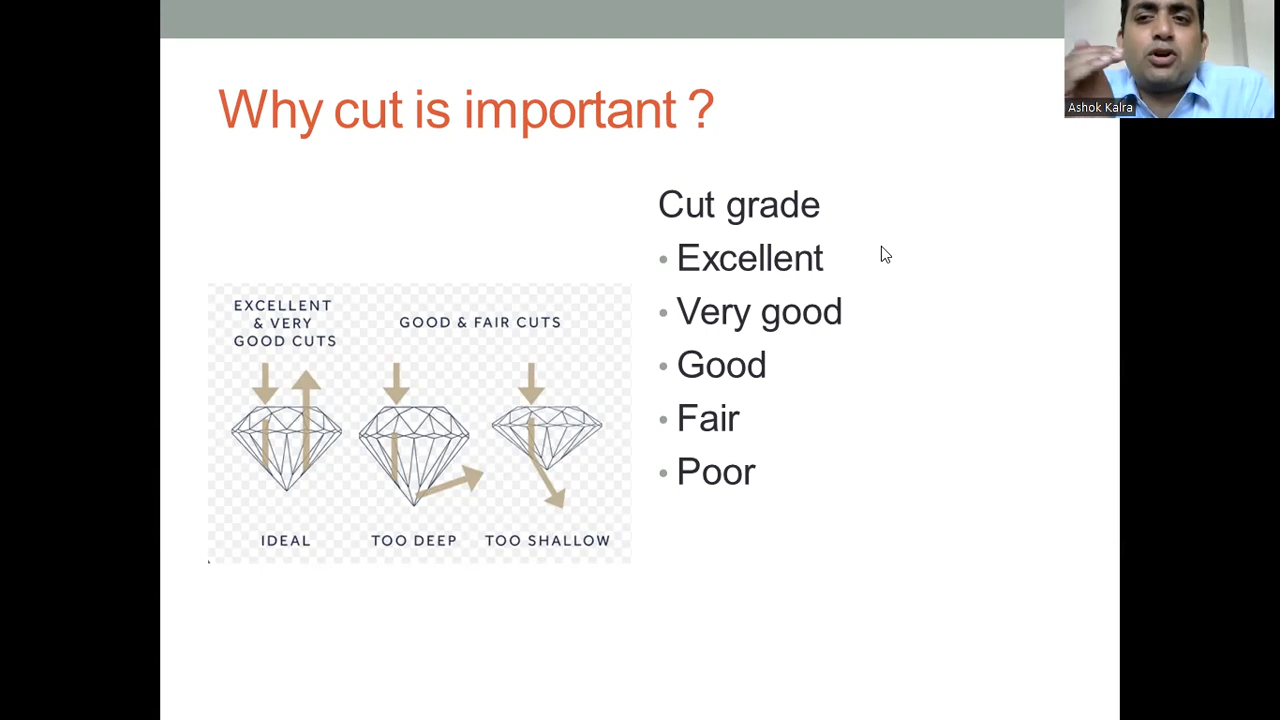 Ashok Kalra
Why cut is important ?
Cut grade
• Excellent
• Very good
• Good
• Fair
• Poor
EXCELLENT
& VERY
GOOD CUTS
GOOD & FAIR CUTS
IDEAL
TOO DEEP
TOO SHALLOW